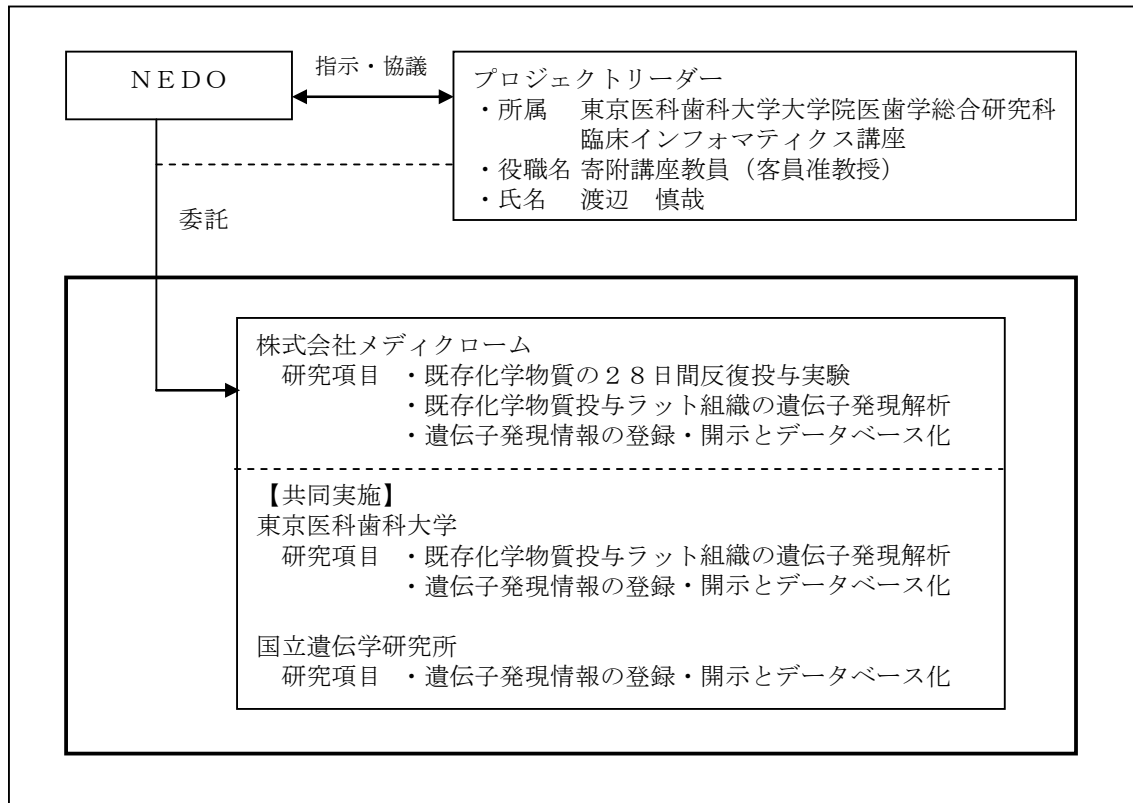 ＮＥＤＯ
指示・協議
プロジェクトリーダー
・所属　東京医科歯科大学大学院医歯学総合研究科
臨床インフォマティクス講座
・役職名 寄附講座教員（客員准教授）
・氏名　渡辺　慎哉
委託
株式会社メディクローム
研究項目　・既存化学物質の２８日間反復投与実験
・既存化学物質投与ラット組織の遺伝子発現解析
・遺伝子発現情報の登録・開示とデータベース化
【共同実施】
東京医科歯科大学
研究項目　・既存化学物質投与ラット組織の遺伝子発現解析
・遺伝子発現情報の登録・開示とデータベース化
国立遺伝学研究所
研究項目　・遺伝子発現情報の登録・開示とデータベース化